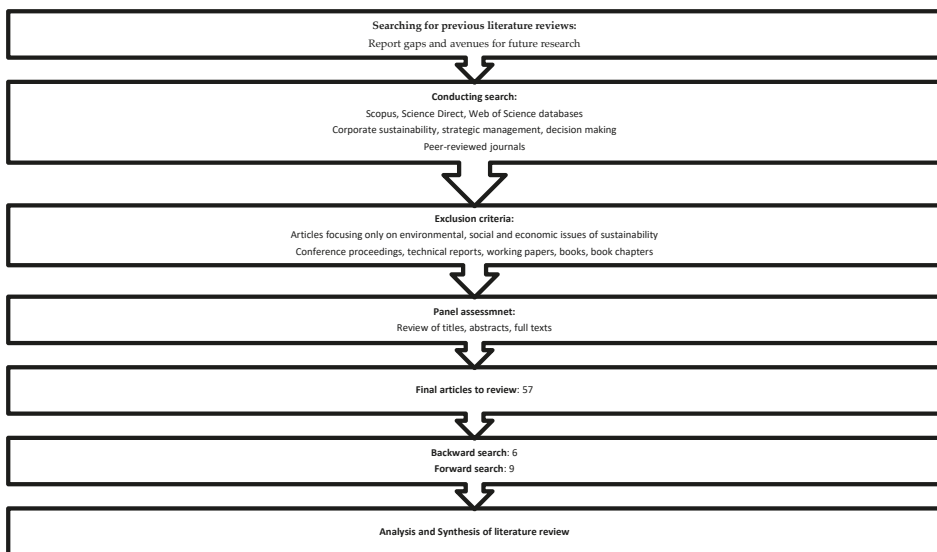 Searching for previous literature reviews:
Report gaps and avenues for future research
Conducting search:
Scopus, Science Direct, Web of Science databases
Corporate sustainability, strategic management, decision making
Peer-reviewed journals
Exclusion criteria:
Articles focusing only on environmental, social and economic issues of sustainability
Conference proceedings, technical reports, working papers, books, book chapters
Panel assessmnet:
Review of titles, abstracts, full texts
Final articles to review: 57
Backward search: 6
Forward search: 9
Analysis and Synthesis of literature review